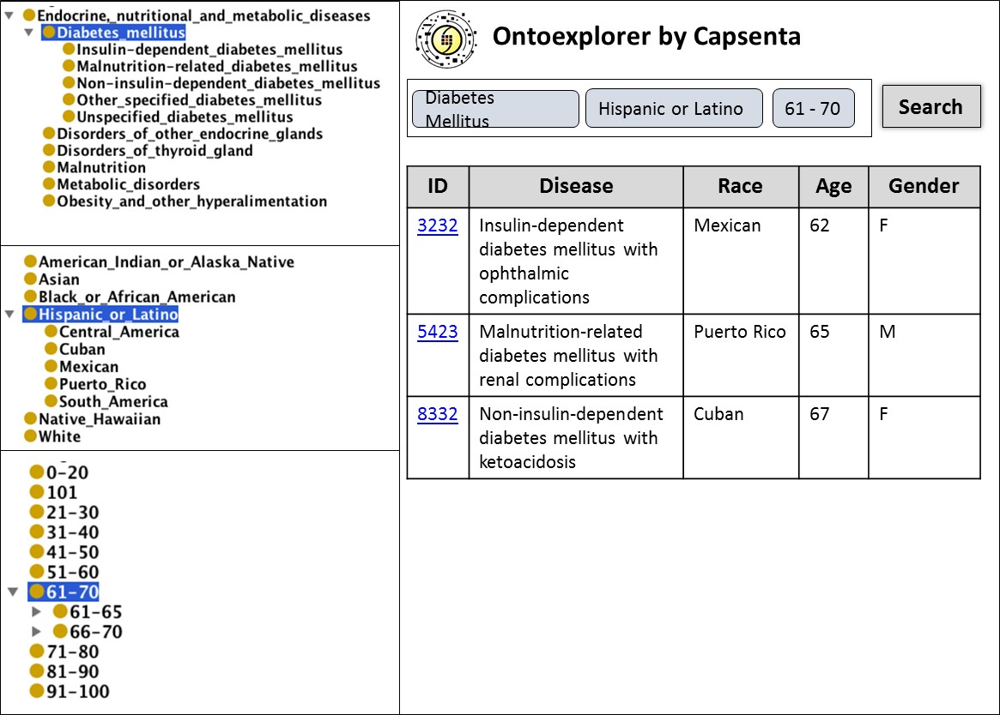 Endocrine,_nutritional_and_metabolic_diseases
Diabetes_mellitus
Insulin-dependent_diabetes_mellitus
Malnutrition-related_diabetes_mellitus
Non-insulin-dependent_diabetes_mellitus
Other_specified_diabetes_mellitus
Unspecified_diabetes_mellitus
Disorders_of_other_endocrine_glands
Disorders_of_thyroid_gland
Malnutrition
Metabolic_disorders
Obesity_and_other_hyperalimentation
American_Indian_or_Alaska_Native
Asian
Black_or_African_American
Hispanic_or_Latino
Central_America
Cuban
Mexican
Puerto_Rico
South_America
Native_Hawaiian
White
0-20
101
21-30
31-40
41-50
51-60
61-70
61-65
66-70
71-80
81-90
91-100
Ontoexplorer by Capsenta
Diabetes
Mellitus
Hispanic or Latino
61 - 70
Search
ID Disease Race Age Gender
3232 Insulin-dependent Mexican 62 F
diabetes mellitus with
ophthalmic
complications
5423 Malnutrition-related Puerto Rico 65 M
diabetes mellitus with
renal complications
8332 Non-insulin-dependent Cuban 67 F
diabetes mellitus with
ketoacidosis